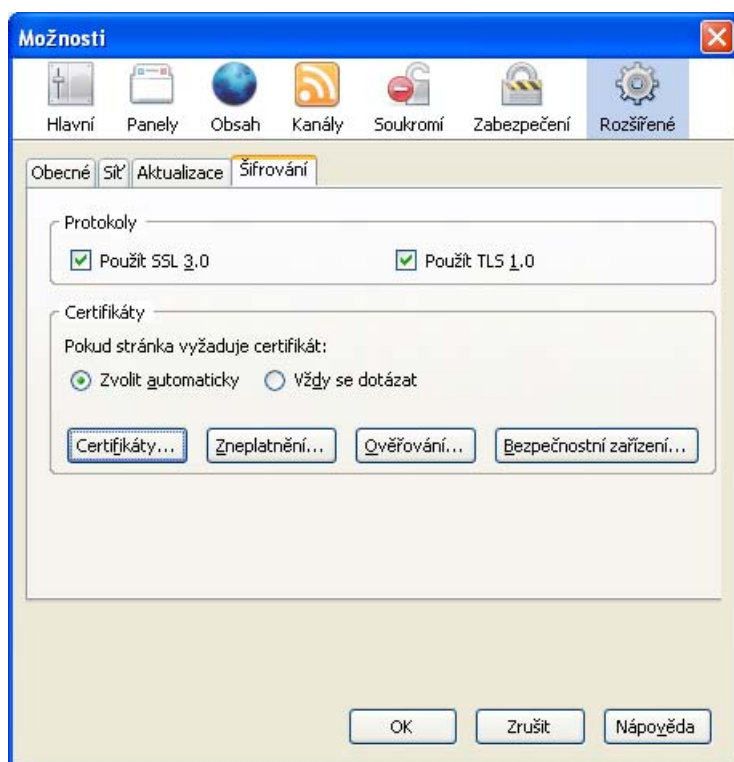 Možnosti
Hlavní Panely Obsah Kanály Soukromí Zabezpečení Rozšířené
Obecné Síť Aktualizace Šifrování
Protokoly
Použít SSL 3.0 Použít TLS 1.0
Certifikáty
Pokud stránka vyžaduje certifikát:
Zvolit automaticky Vždy se dotázat
Certifikáty... Zneplatnění... Ověřování... Bezpečnostní zařízení...
OK Zrušit Nápověda